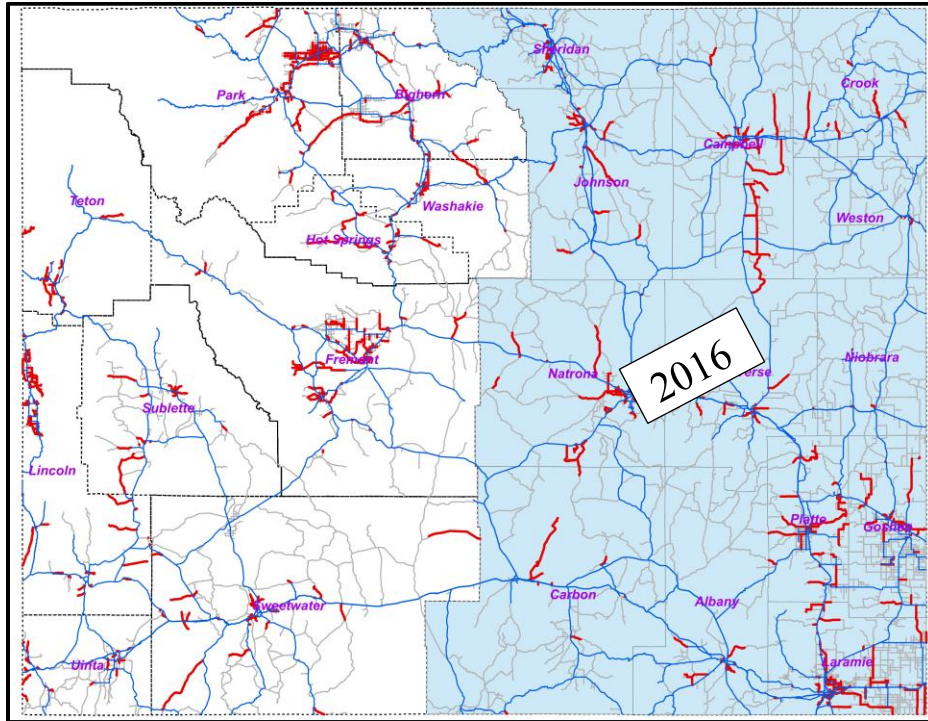 Sheridan
Crook
Park
Bighorn
Campbell
Johnson
Teton
Washakie
Weston
Hot Springs
Fremont
Natrona
2016
erse
Niobrara
Sublette
Lincoln
Platte
Goshen
Sweetwater
Carbon
Albany
Uinta
Laramie